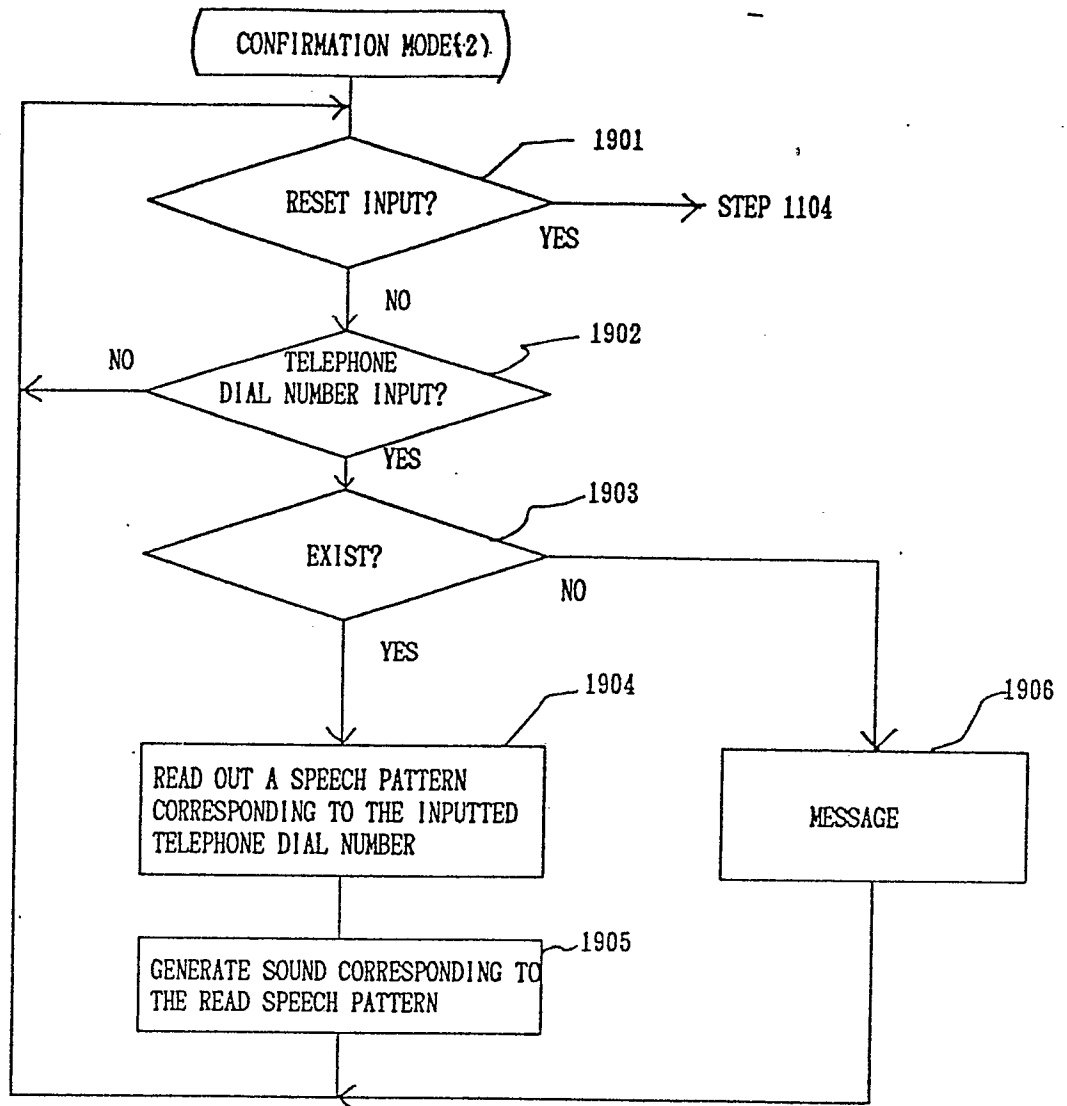 CONFIRMATION MODE(2)
1901
RESET INPUT?
STEP 1104
YES
NO
1902
NO
TELEPHONE
DIAL NUMBER INPUT?
YES
1903
EXIST?
NO
YES
1904
1906
READ OUT A SPEECH PATTERN
CORRESPONDING TO THE INPUTTED
TELEPHONE DIAL NUMBER
MESSAGE
1905
GENERATE SOUND CORRESPONDING TO
THE READ SPEECH PATTERN